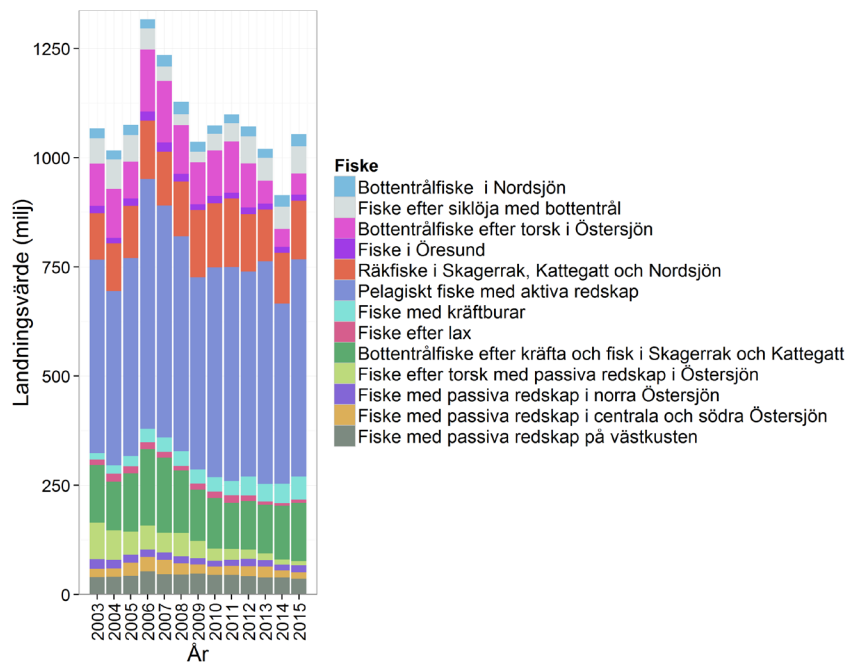 Landningsvärde (milj)
1250
1000
750
500
250
0
2003
2004
2005
2006
2007
2008
2009
2010
2011
2012
2013
2014
2015
År
Fiske
Bottentrålfiske i Nordsjön
Fiske efter siklöja med bottentrål
Bottentrålfiske efter torsk i Östersjön
Fiske i Öresund
Räkfiske i Skagerrak, Kattegatt och Nordsjön
Pelagiskt fiske med aktiva redskap
Fiske med kräftburar
Fiske efter lax
Bottentrålfiske efter kräfta och fisk i Skagerrak och Kattegatt
Fiske efter torsk med passiva redskap i Östersjön
Fiske med passiva redskap i norra Östersjön
Fiske med passiva redskap i centrala och södra Östersjön
Fiske med passiva redskap på västkusten